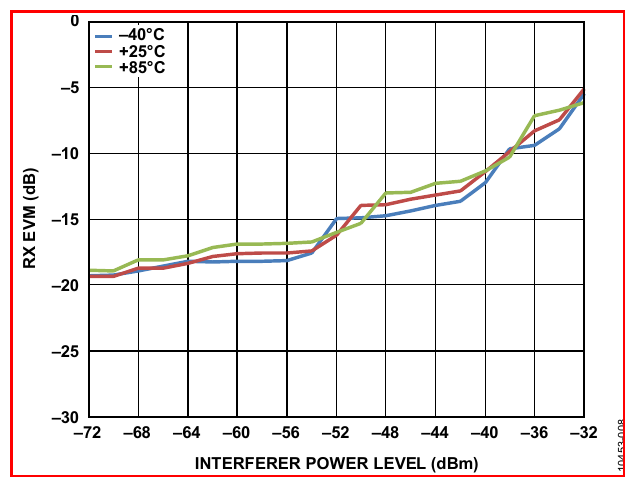 0
–5
–10
–15
–20
–25
–30
RX EVM (dB)
–40°C
+25°C
+85°C
–72 –68 –64 –60 –56 –52 –48 –44 –40 –36 –32
INTERFERER POWER LEVEL (dBm)
10453-008